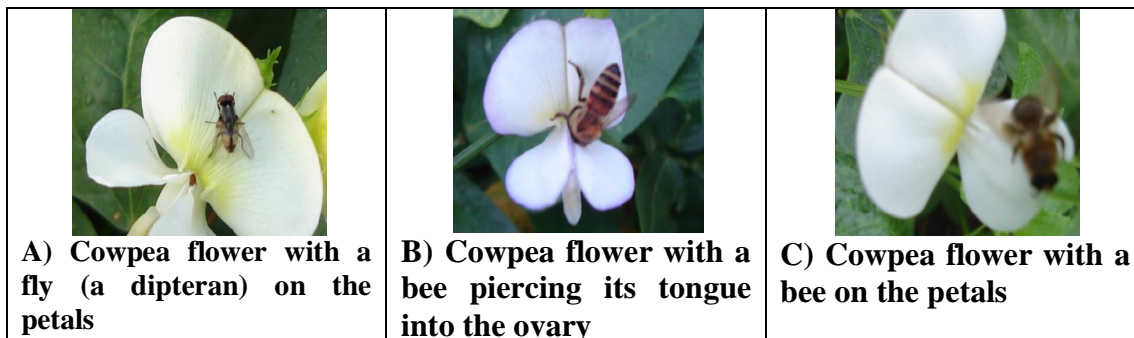 A) Cowpea flower with a
fly (a dipteran) on the
petals
B) Cowpea flower with a
bee piercing its tongue
into the ovary
C) Cowpea flower with a
bee on the petals